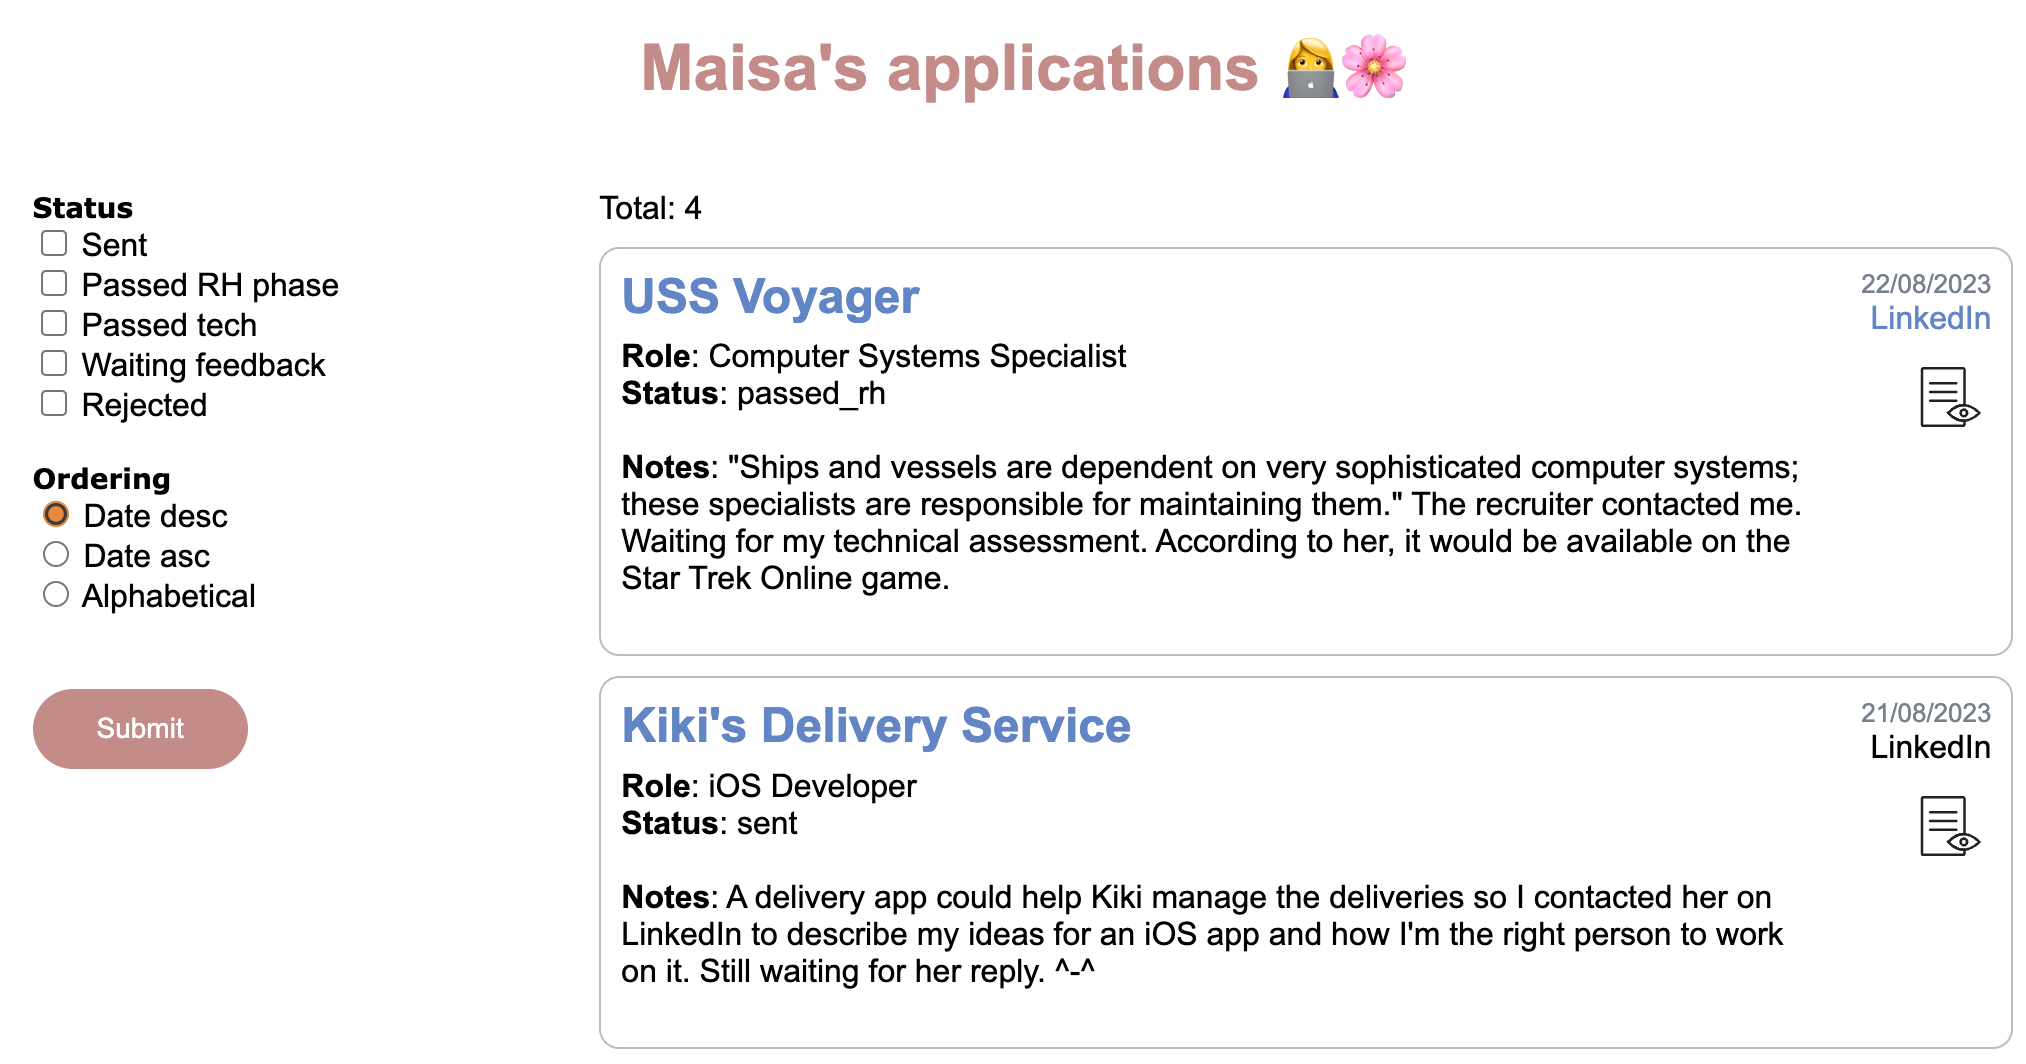 Maisa's applications
Status
Sent
Passed RH phase
Passed tech
Waiting feedback
Rejected
Ordering
Date desc
Date asc
Alphabetical
Submit
Total: 4
USS Voyager
22/08/2023
LinkedIn
Role: Computer Systems Specialist
Status: passed_rh
Notes: "Ships and vessels are dependent on very sophisticated computer systems;
these specialists are responsible for maintaining them." The recruiter contacted me.
Waiting for my technical assessment. According to her, it would be available on the
Star Trek Online game.
Kiki's Delivery Service
21/08/2023
LinkedIn
Role: iOS Developer
Status: sent
Notes: A delivery app could help Kiki manage the deliveries so I contacted her on
LinkedIn to describe my ideas for an iOS app and how I'm the right person to work
on it. Still waiting for her reply. ^-^